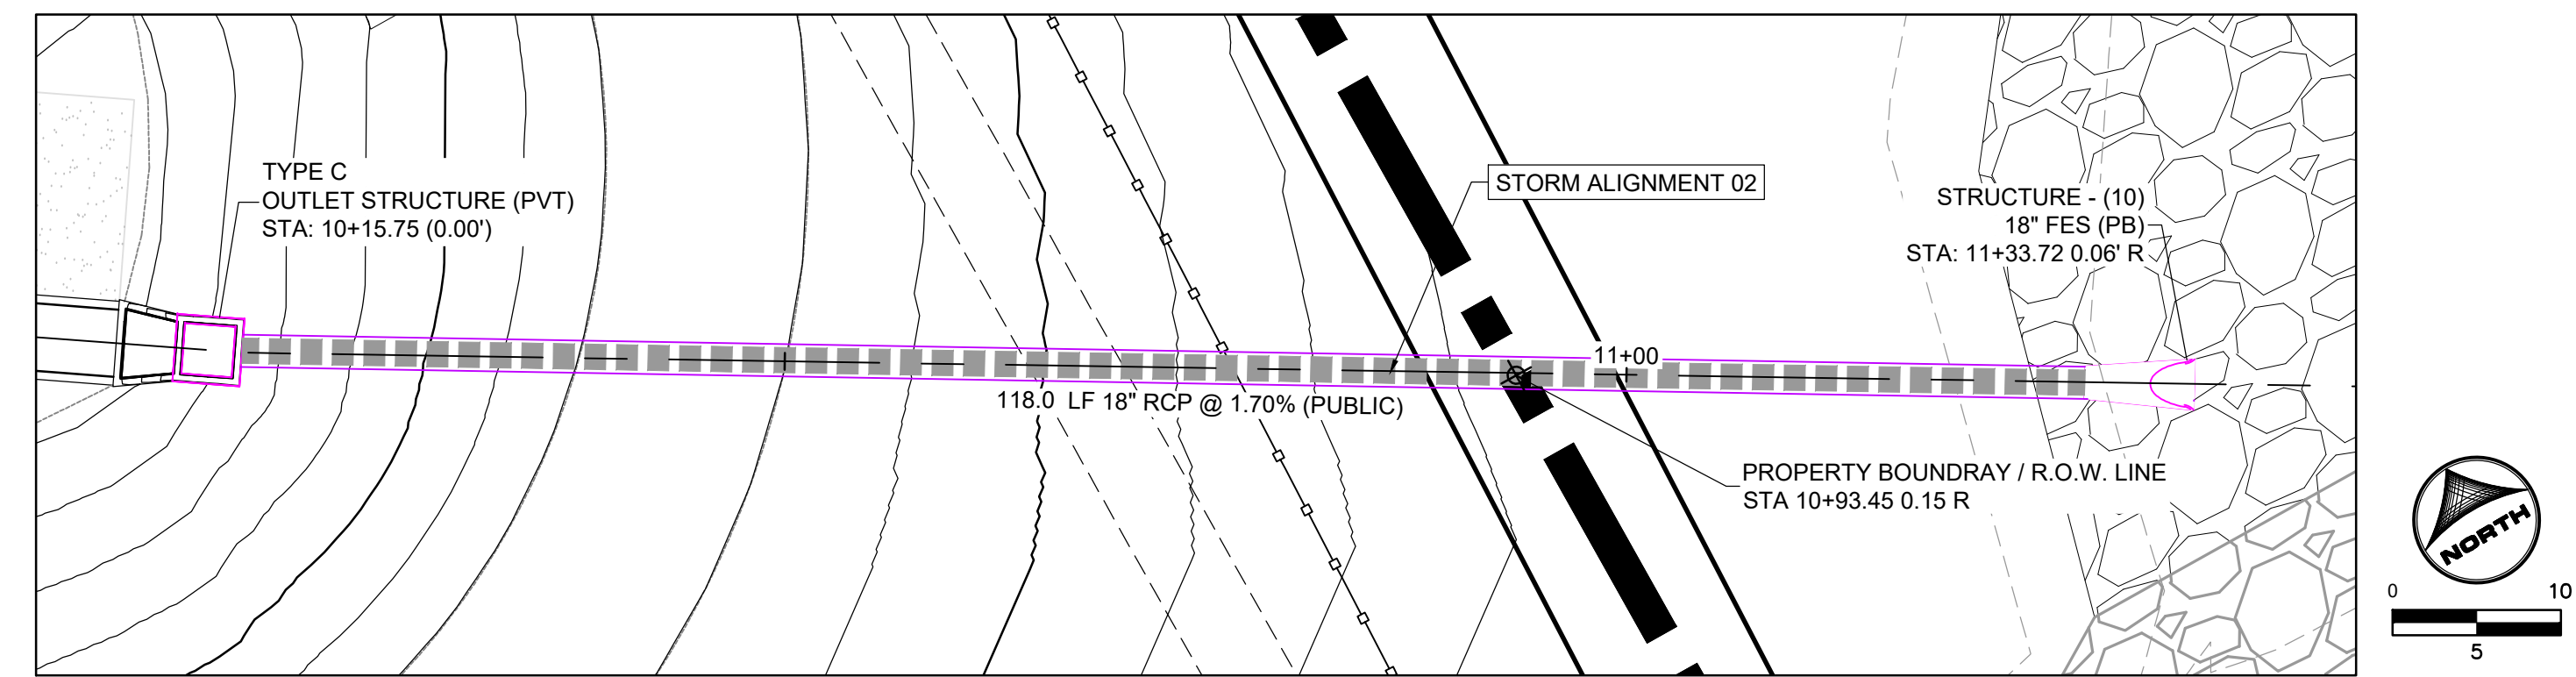 TYPE C
OUTLET STRUCTURE (PVT)
STA: 10+15.75 (0.00')
STORM ALIGNMENT 02
STRUCTURE - (10)
18" FES (PB)
STA: 11+33.72 0.06' R
11+00
118.0 LF 18" RCP @ 1.70% (PUBLIC)
PROPERTY BOUNDRAY / R.O.W. LINE
STA 10+93.45 0.15 R
NORTH
0 10
5